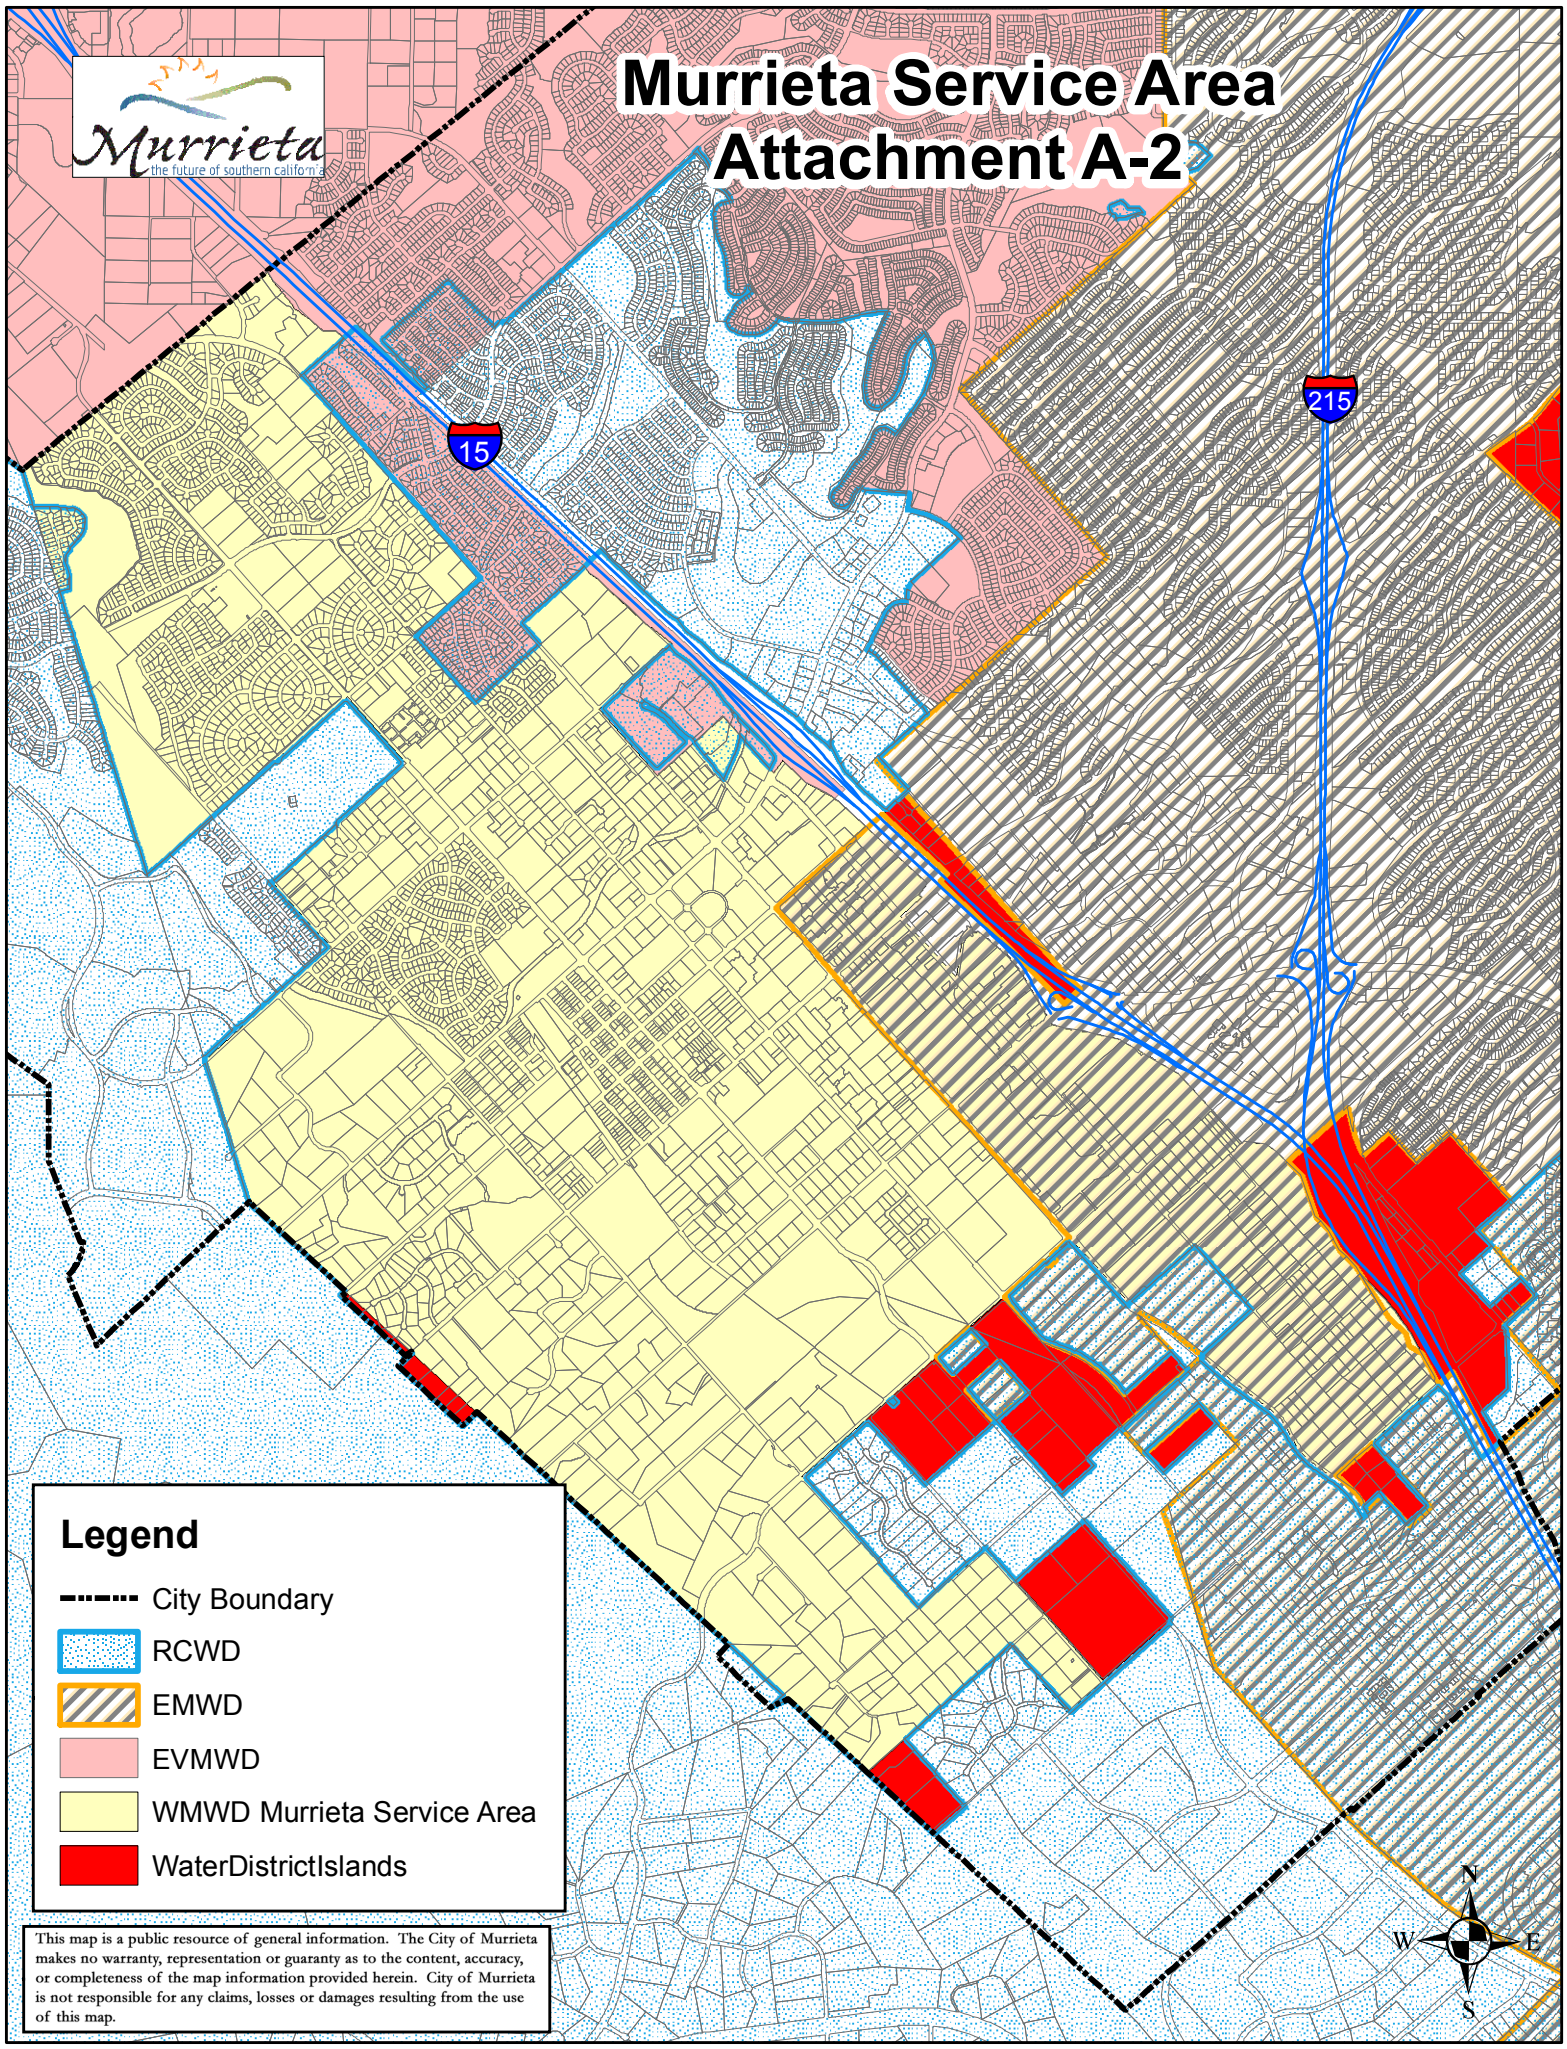 Murrieta Service Area
Attachment A-2
Murrieta
the future of southern california
15
215
Legend
City Boundary
RCWD
EMWD
EVMWD
WMWD Murrieta Service Area
WaterDistrictIslands
This map is a public resource of general information. The City of Murrieta
makes no warranty, representation or guaranty as to the content, accuracy,
or completeness of the map information provided herein. City of Murrieta
is not responsible for any claims, losses or damages resulting from the use
of this map.
N
W
E
S